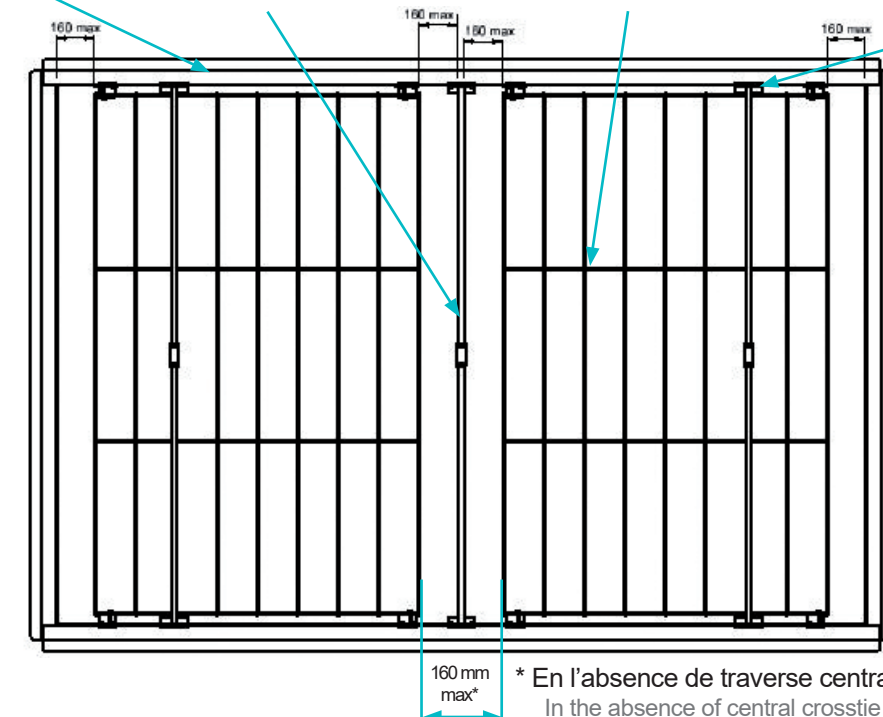 160 max
160 max
160 max
160 max
160 mm
max*
* En l'absence de traverse centra
In the absence of central crosstie